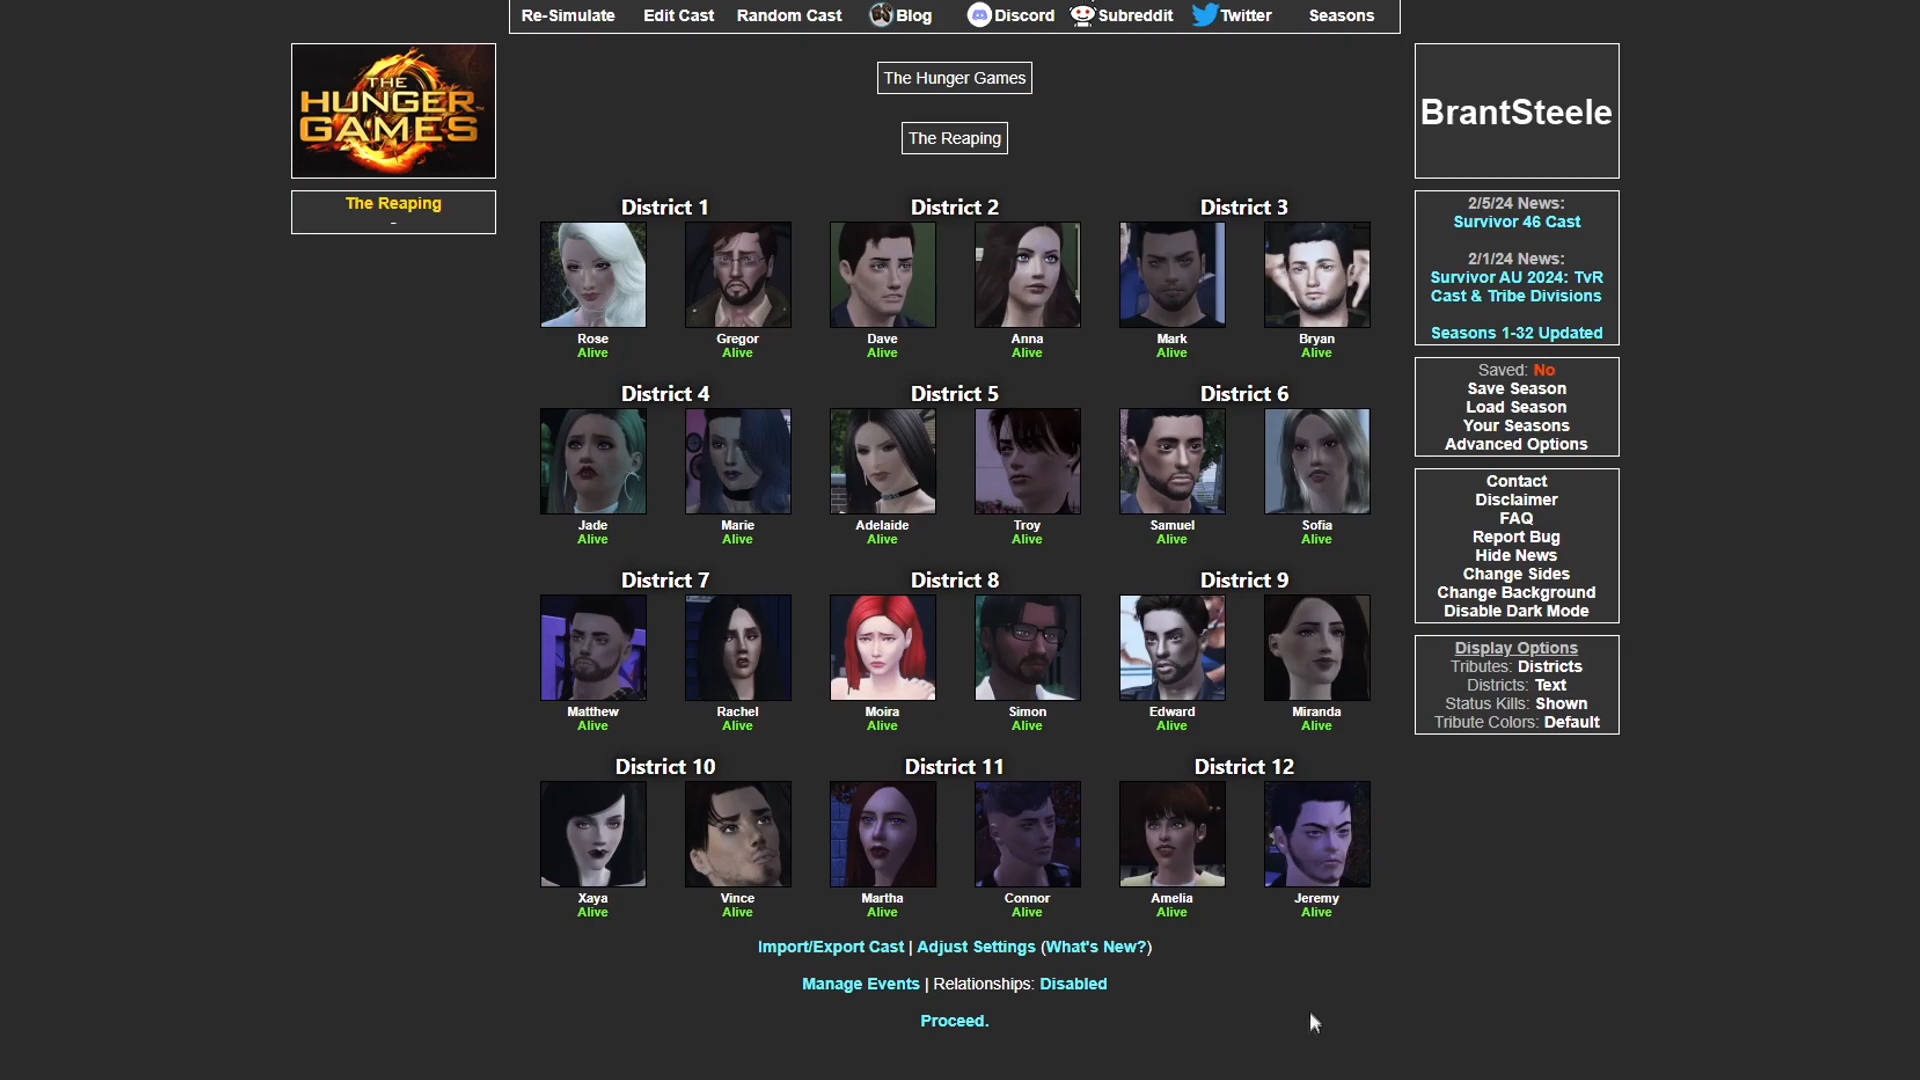 Re-Simulate Edit Cast Random Cast Blog Discord Subreddit Twitter Seasons
THE
HUNGER
GAMES
The Reaping
-
The Hunger Games
The Reaping
District 1 District 2 District 3
Rose Gregor Dave Anna Mark Bryan
Alive Alive Alive Alive Alive Alive
District 4 District 5 District 6
Jade Marie Adelaide Troy Samuel Sofia
Alive Alive Alive Alive Alive Alive
District 7 District 8 District 9
Matthew Rachel Moira Simon Edward Miranda
Alive Alive Alive Alive Alive Alive
District 10 District 11 District 12
Xaya Vince Martha Connor Amelia Jeremy
Alive Alive Alive Alive Alive Alive
Import/Export Cast | Adjust Settings (What's New?)
Manage Events | Relationships: Disabled
Proceed.
BrantSteele
2/5/24 News:
Survivor 46 Cast
2/1/24 News:
Survivor AU 2024: TvR
Cast & Tribe Divisions
Seasons 1-32 Updated
Saved: No
Save Season
Load Season
Your Seasons
Advanced Options
Contact
Disclaimer
FAQ
Report Bug
Hide News
Change Sides
Change Background
Disable Dark Mode
Display Options
Tributes: Districts
Districts: Text
Status Kills: Shown
Tribute Colors: Default